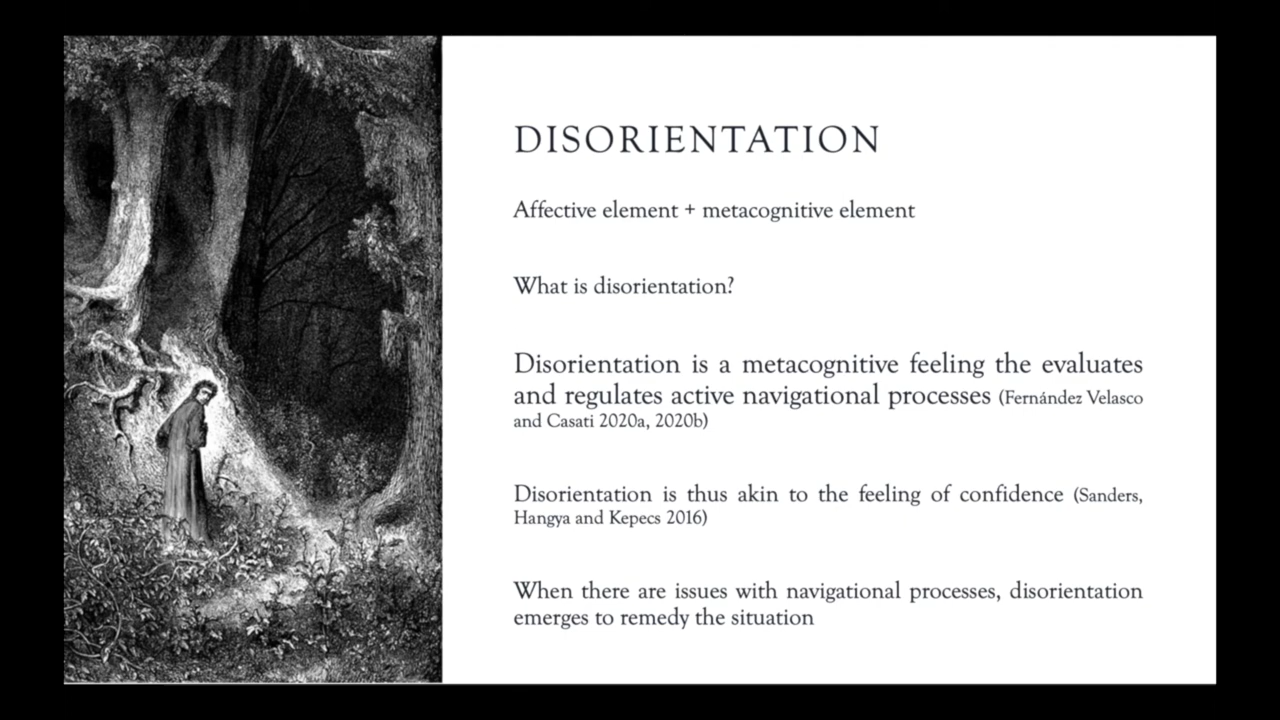 DISORIENTATION
Affective element + metacognitive element
What is disorientation?
Disorientation is a metacognitive feeling the evaluates
and regulates active navigational processes (Fernández Velasco
and Casati 2020a, 2020b)
Disorientation is thus akin to the feeling of confidence (Sanders,
Hangya and Kepecs 2016)
When there are issues with navigational processes, disorientation
emerges to remedy the situation